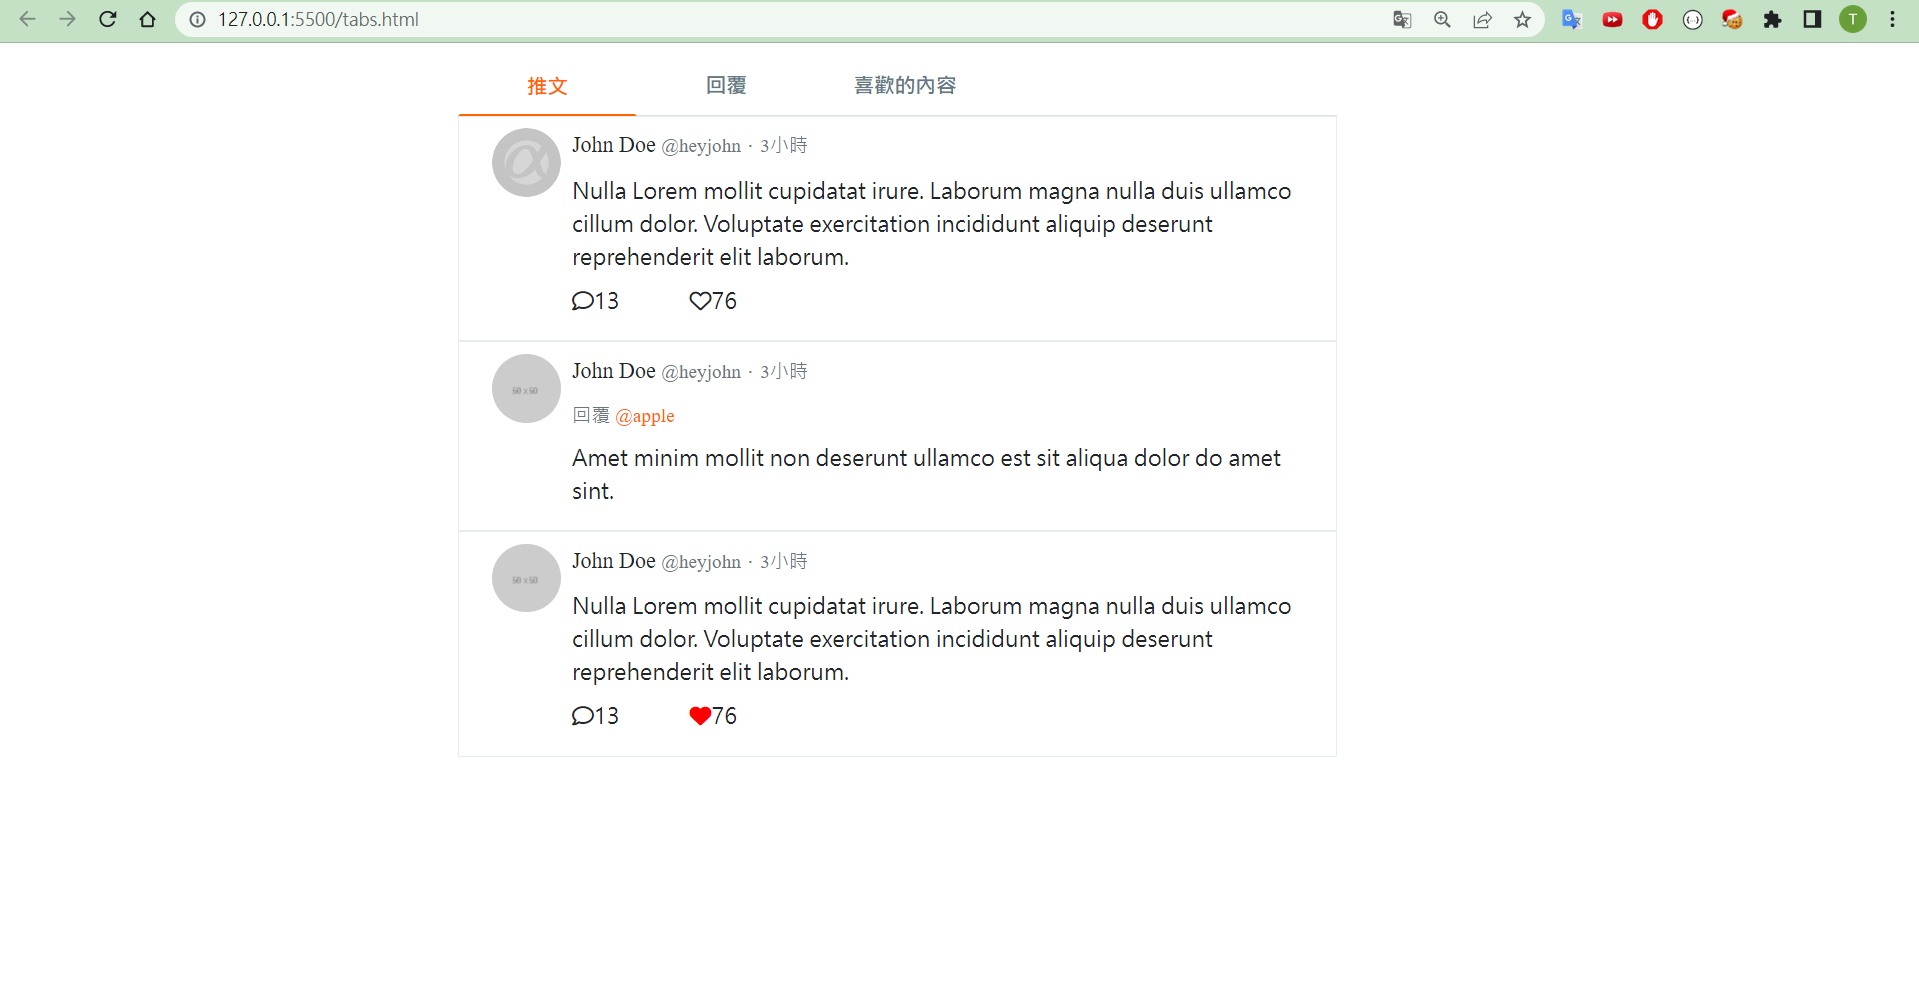 127.0.0.1:5500/tabs.html
T
推文 回覆 喜歡的內容
John Doe @heyjohn · 3小時
Nulla Lorem mollit cupidatat irure. Laborum magna nulla duis ullamco
cillum dolor. Voluptate exercitation incididunt aliquip deserunt
reprehenderit elit laborum.
13 76
John Doe @heyjohn · 3小時
50 x 50
回覆 @apple
Amet minim mollit non deserunt ullamco est sit aliqua dolor do amet
sint.
John Doe @heyjohn · 3小時
50 x 50
Nulla Lorem mollit cupidatat irure. Laborum magna nulla duis ullamco
cillum dolor. Voluptate exercitation incididunt aliquip deserunt
reprehenderit elit laborum.
13 76